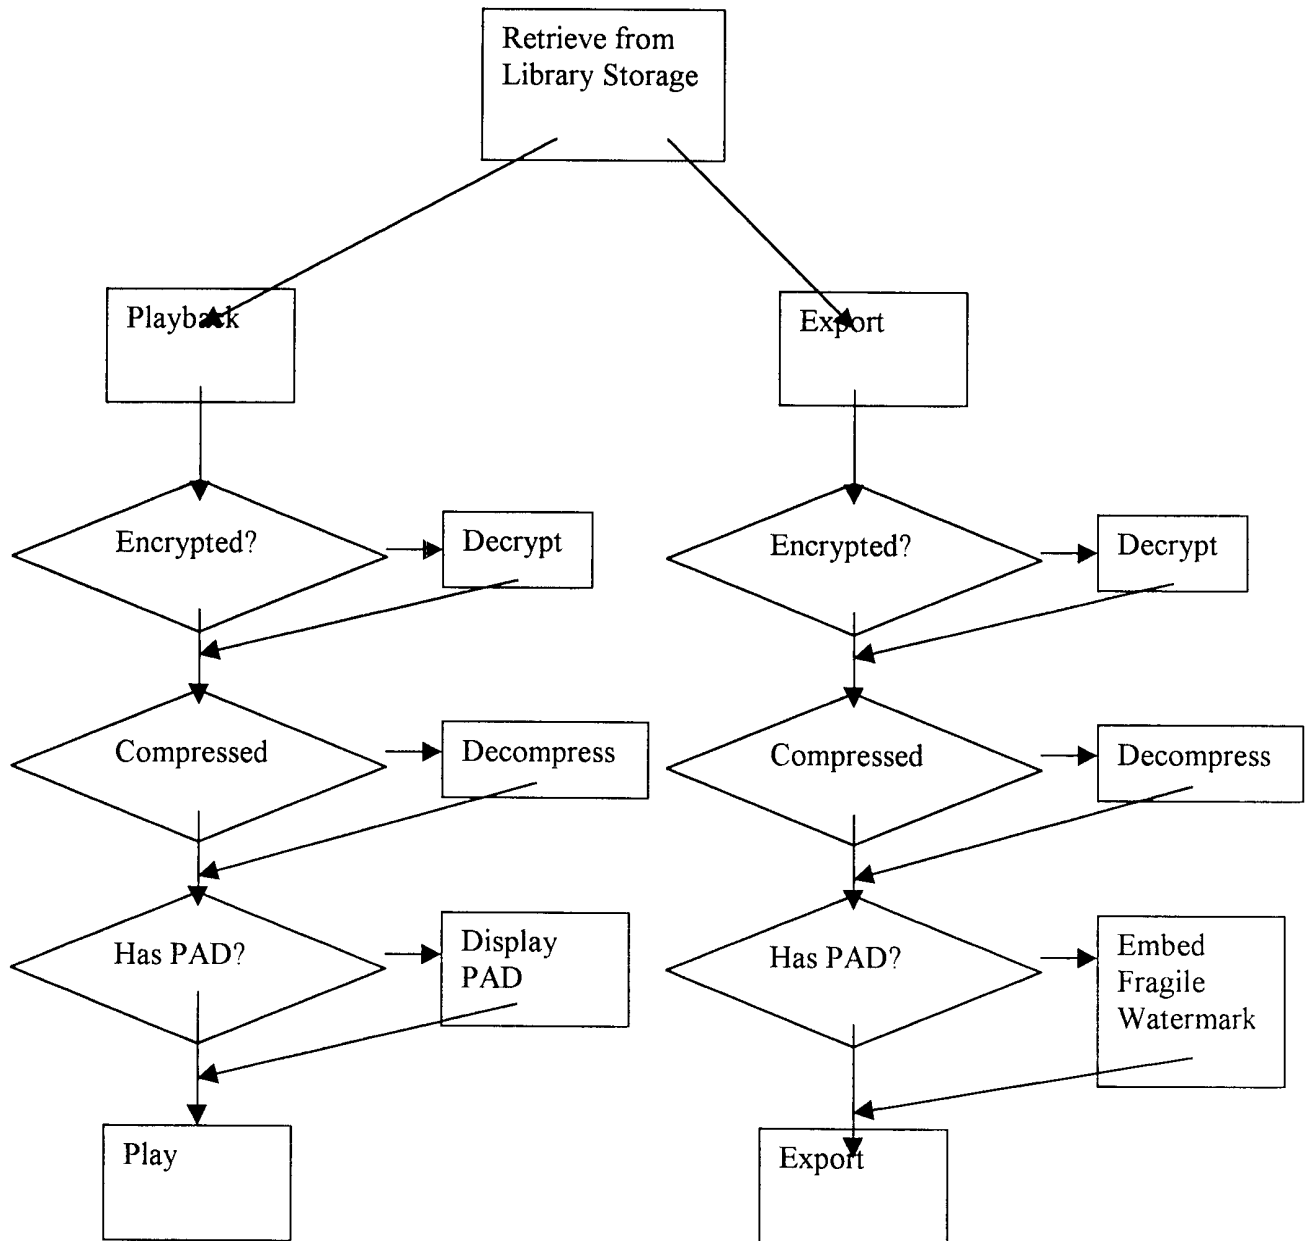 Retrieve from
Library Storage
Playback
Export
Encrypted?
Decrypt
Encrypted?
Decrypt
Compressed
Decompress
Compressed
Decompress
Has PAD?
Display
PAD
Has PAD?
Embed
Fragile
Watermark
Play
Export